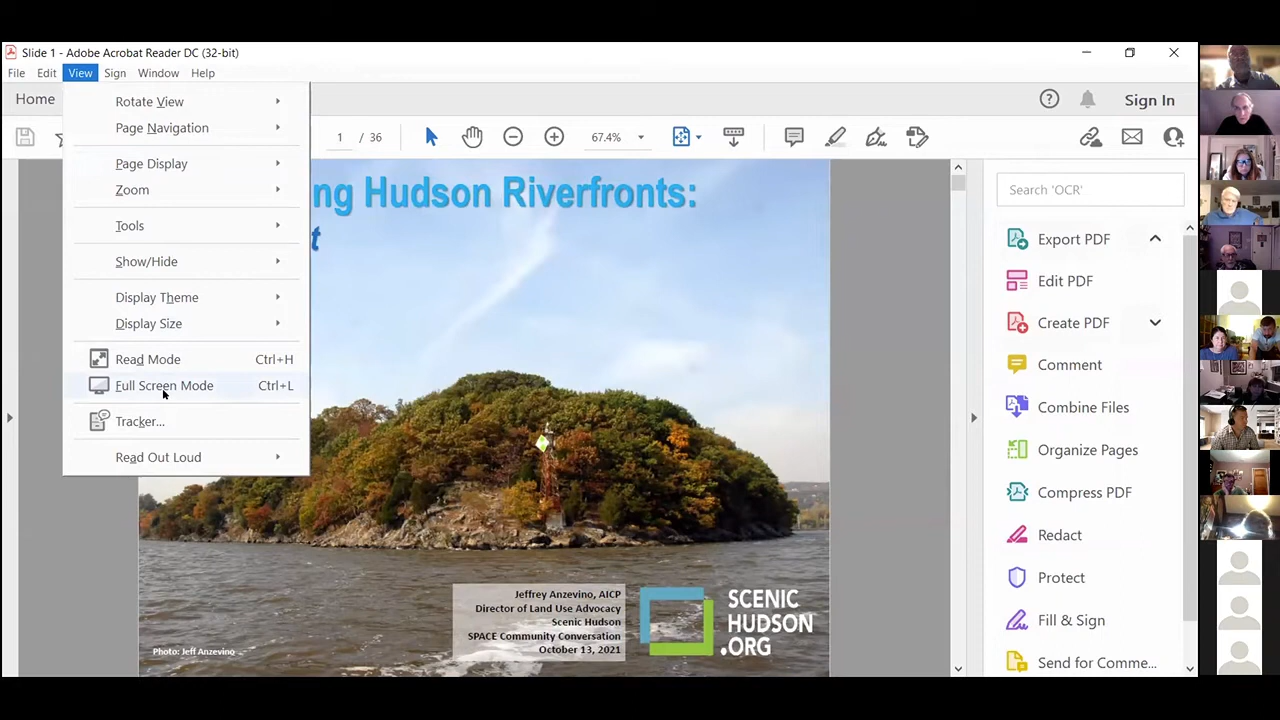 Slide 1 - Adobe Acrobat Reader DC (32-bit)
File Edit View Sign Window Help
Home
Sign In
1 / 36
67.4%
Rotate View
Page Navigation
Page Display
Zoom
Tools
Show/Hide
Display Theme
Display Size
Read Mode Ctrl+H
Full Screen Mode Ctrl+L
Tracker...
Read Out Loud
ng Hudson Riverfronts:
t
Jeffrey Anzevino, AICP
Director of Land Use Advocacy
Scenic Hudson
SPACE Community Conversation
October 13, 2021
SCENIC
HUDSON
.ORG
Photo: Jeff Anzevino
Search 'OCR'
Export PDF
Edit PDF
Create PDF
Comment
Combine Files
Organize Pages
Compress PDF
Redact
Protect
Fill & Sign
Send for Comme...